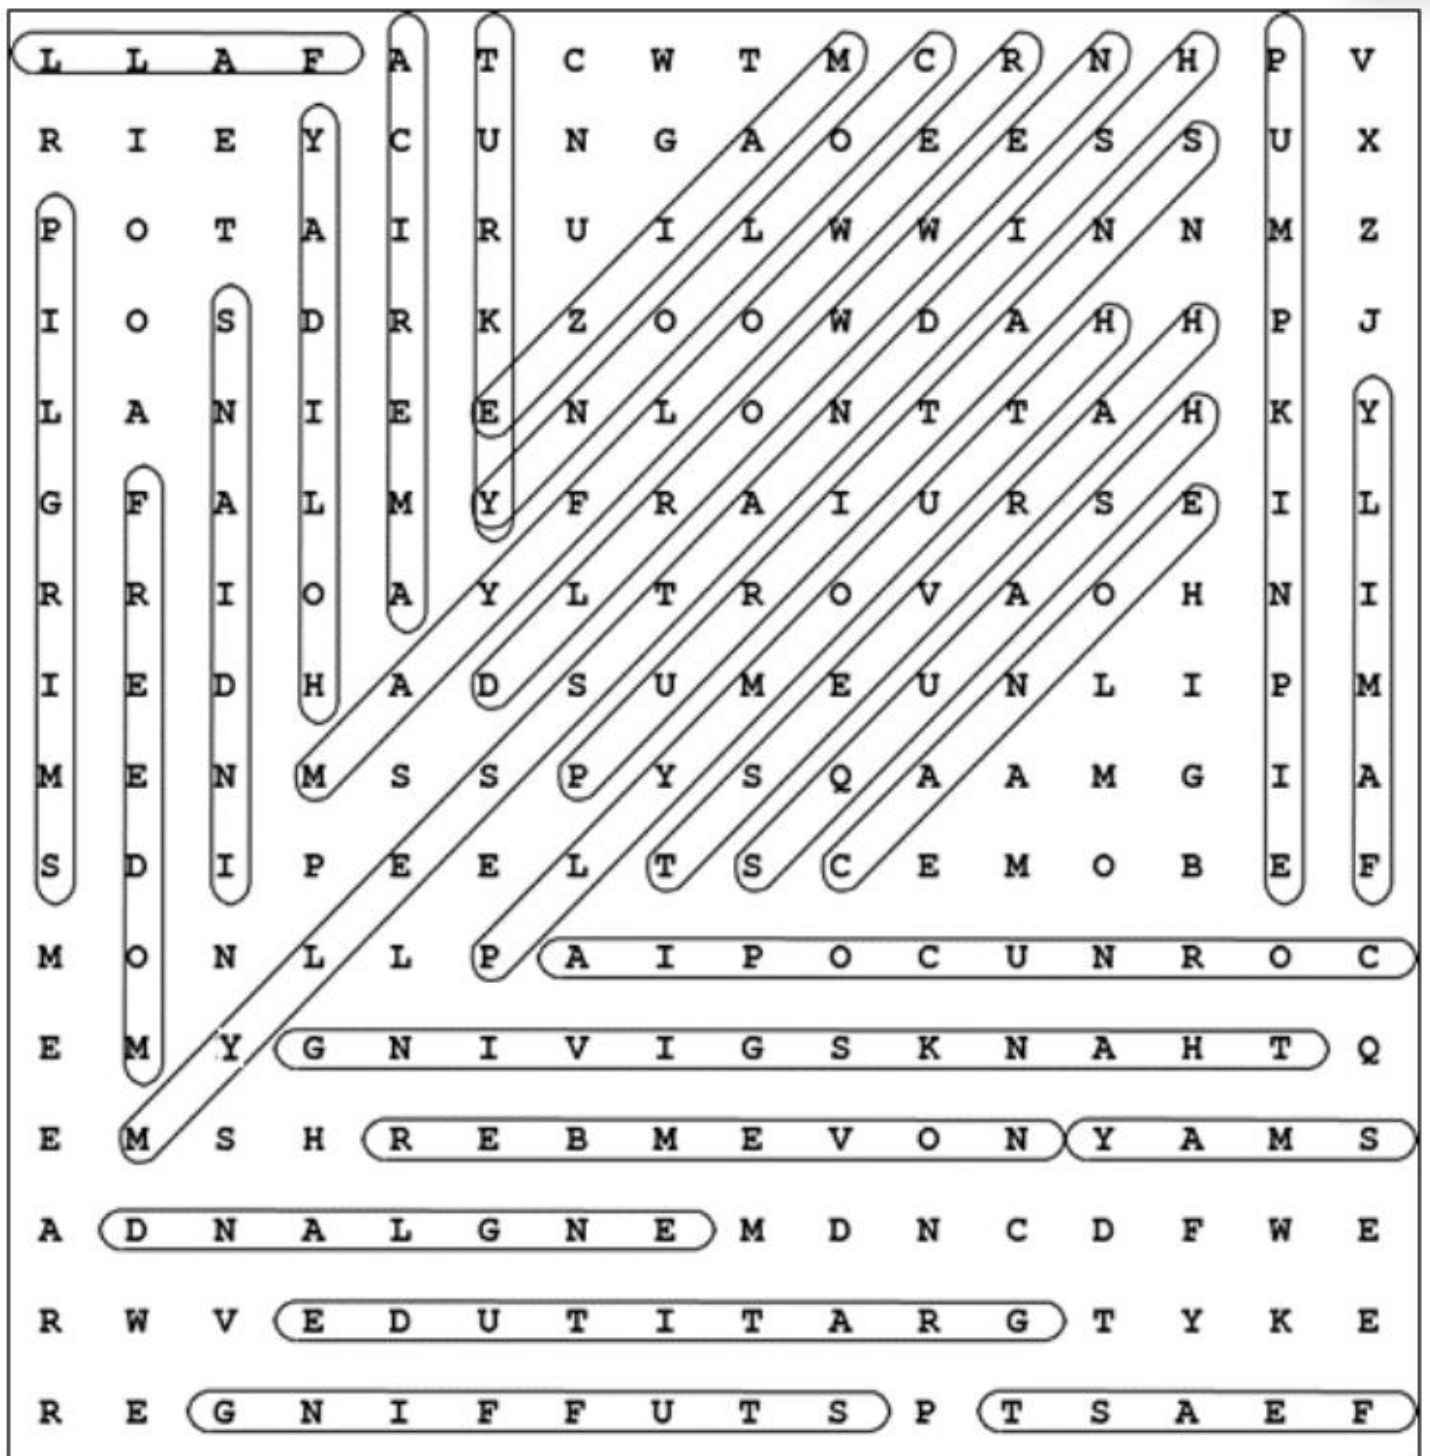 L L A F A T C W T M C R N H P V
R I E Y C U N G A O E E S S U X
P O T A I R U I L W W I N N M Z
I O S D R K Z O O W D A H H P J
L A N I E E N L O N T T A H K Y
G F A L M Y F R A I U R S E I L
R R I O A Y L T R O V A O H N I
I E D H A D S U M E U N L I P M
M E N M S S P Y S Q A A M G I A
S D I P E E L T S C E M O B E F
M O N L L P A I P O C U N R O C
E M Y G N I V I G S K N A H T Q
E M S H R E B M E V O N Y A M S
A D N A L G N E M D N C D F W E
R W V E D U T I T A R G T Y K E
R E G N I F F U T S P T S A E F